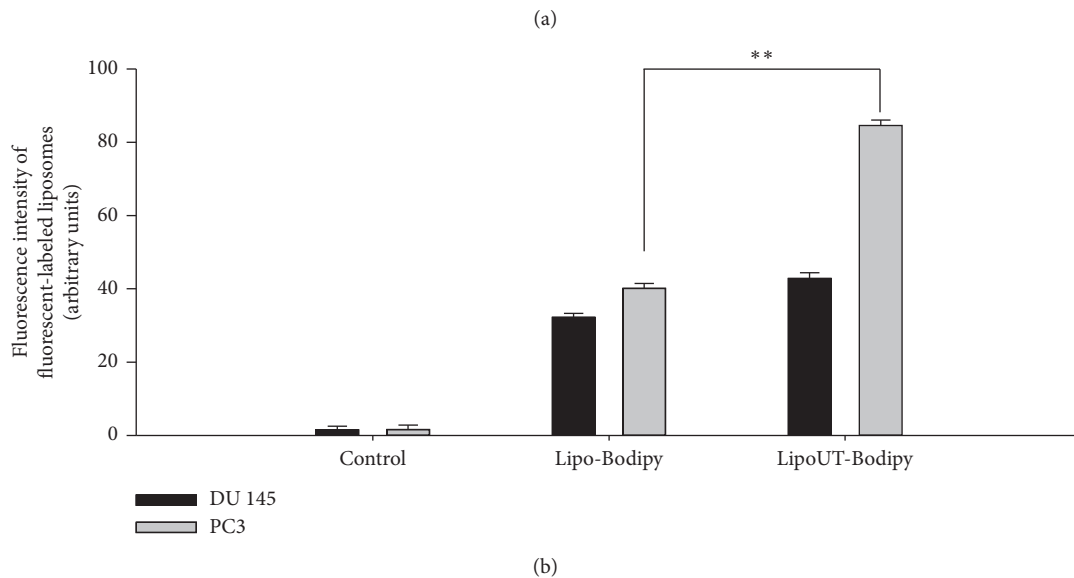 (a)
Fluorescence intensity of
fluorescent-labeled liposomes
(arbitrary units)
100
80
60
40
20
0
**
Control
Lipo-Bodipy
LipoUT-Bodipy
DU 145
PC3
(b)